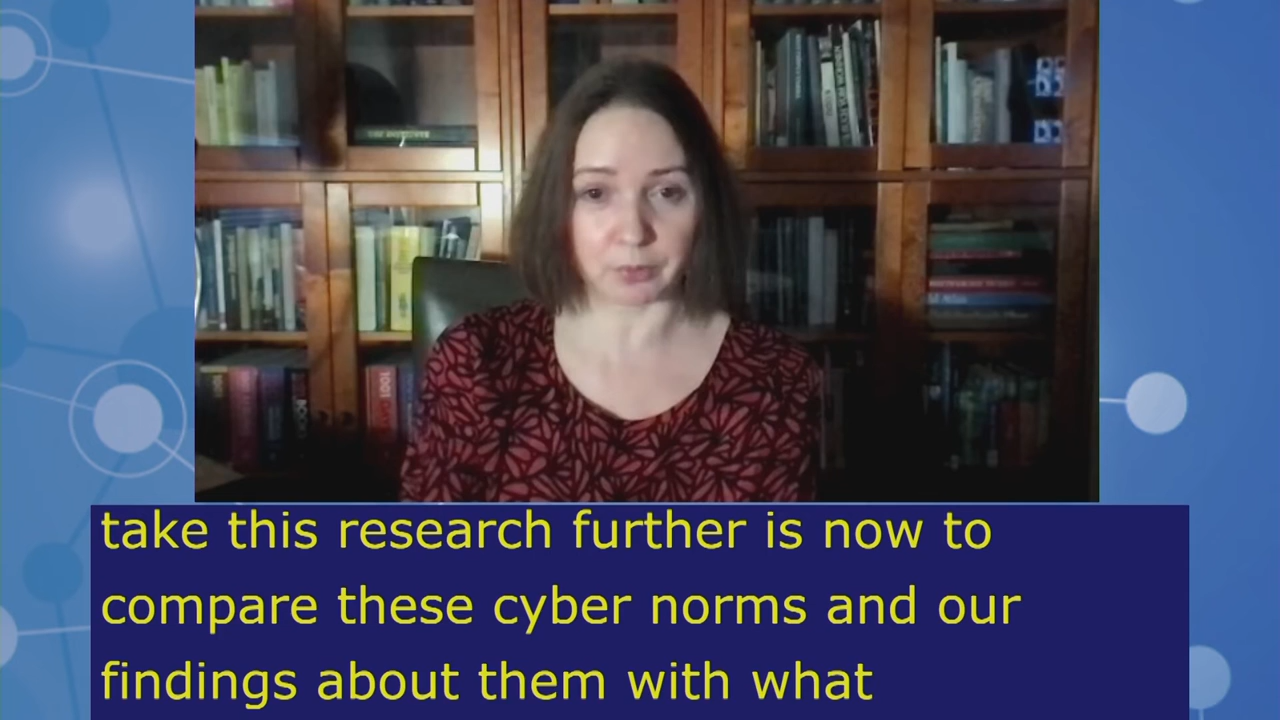 take this research further is now to
compare these cyber norms and our
findings about them with what